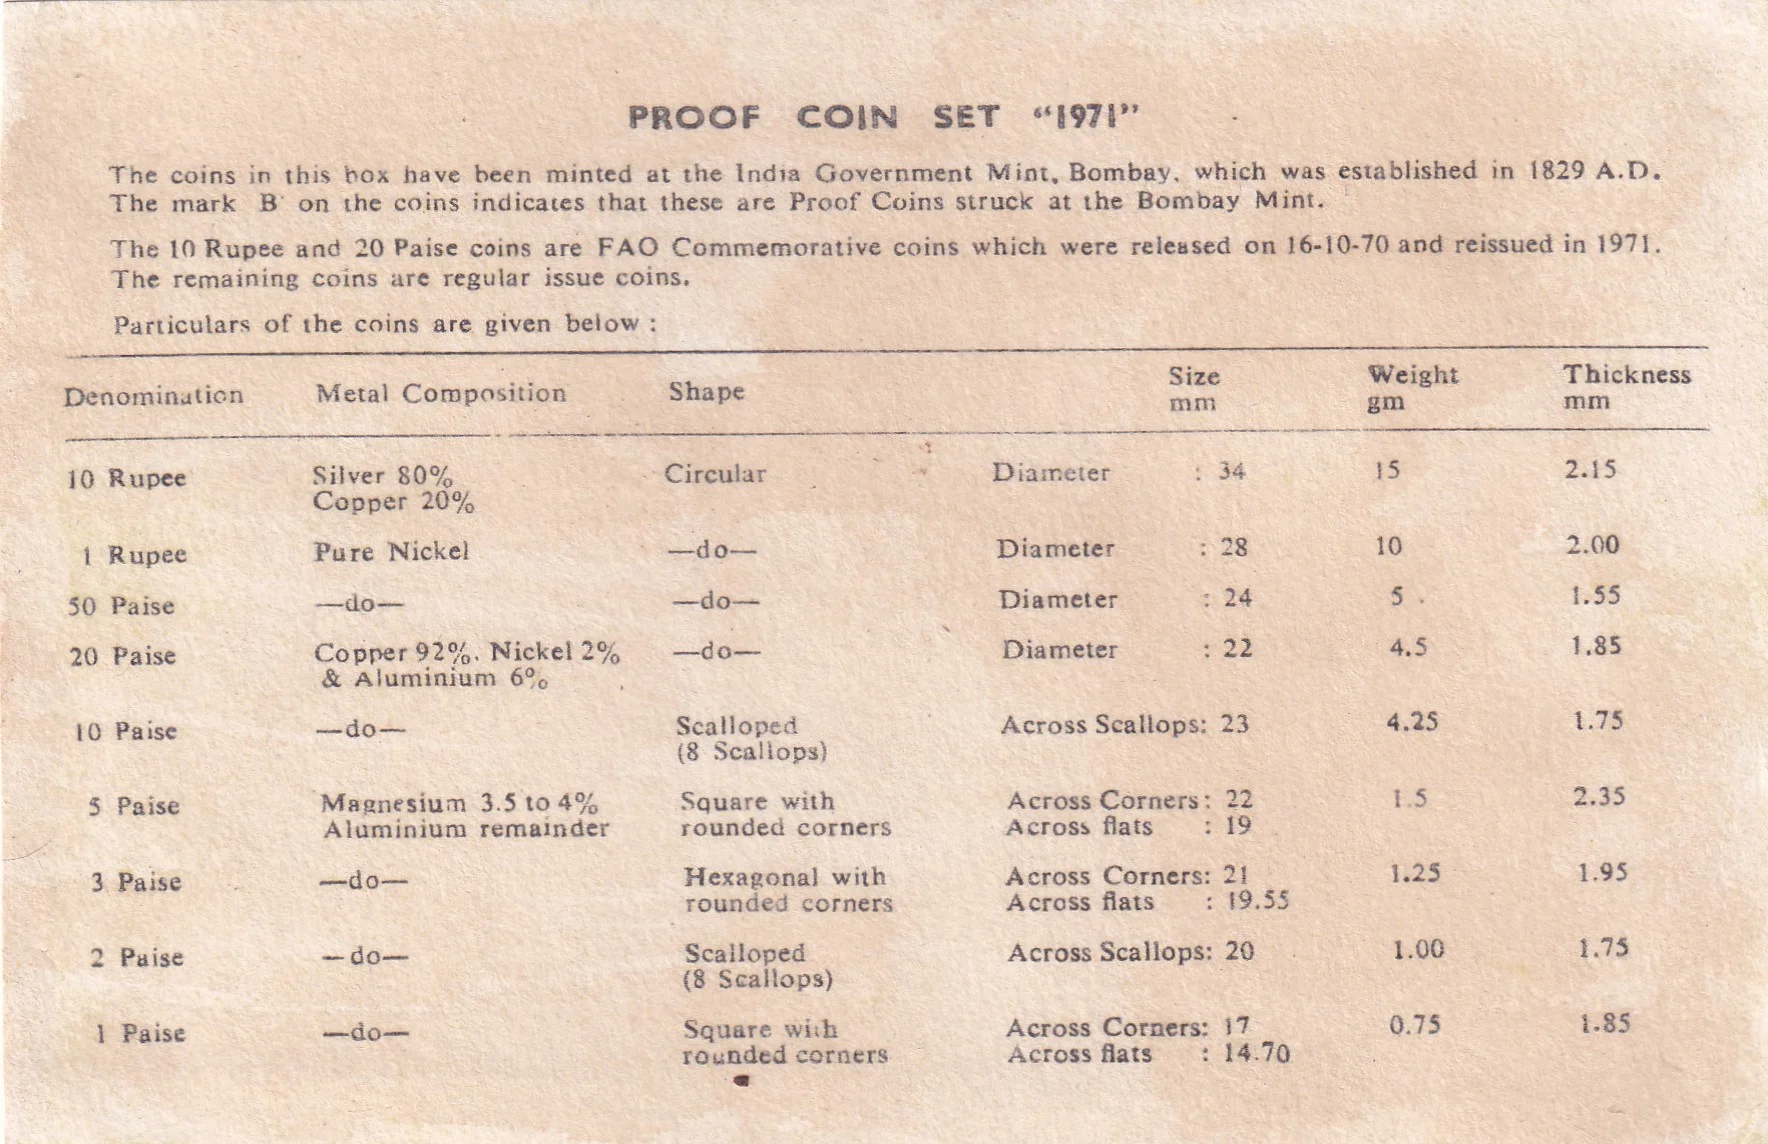 PROOF COIN SET “1971”
The coins in this box have been minted at the India Government Mint, Bombay, which was established in 1829 A.D.
The mark B on the coins indicates that these are Proof Coins struck at the Bombay Mint.
The 10 Rupee and 20 Paise coins are FAO Commemorative coins which were released on 16-10-70 and reissued in 1971.
The remaining coins are regular issue coins.
Particulars of the coins are given below :
Denomination Metal Composition Shape Size mm Weight gm Thickness mm
10 Rupee Silver 80% Circular Diameter : 34 15 2.15
Copper 20%
1 Rupee Pure Nickel —do— Diameter : 28 10 2.00
50 Paise —do— —do— Diameter : 24 5 1.55
20 Paise Copper 92%, Nickel 2% —do— Diameter : 22 4.5 1.85
& Aluminium 6%
10 Paise —do— Scalloped Across Scallops: 23 4.25 1.75
(8 Scallops)
5 Paise Magnesium 3.5 to 4% Square with Across Corners: 22 1.5 2.35
Aluminium remainder rounded corners Across flats : 19
3 Paise —do— Hexagonal with Across Corners: 21 1.25 1.95
rounded corners Across flats : 19.55
2 Paise —do— Scalloped Across Scallops: 20 1.00 1.75
(8 Scallops)
1 Paise —do— Square with Across Corners: 17 0.75 1.85
rounded corners Across flats : 14.70